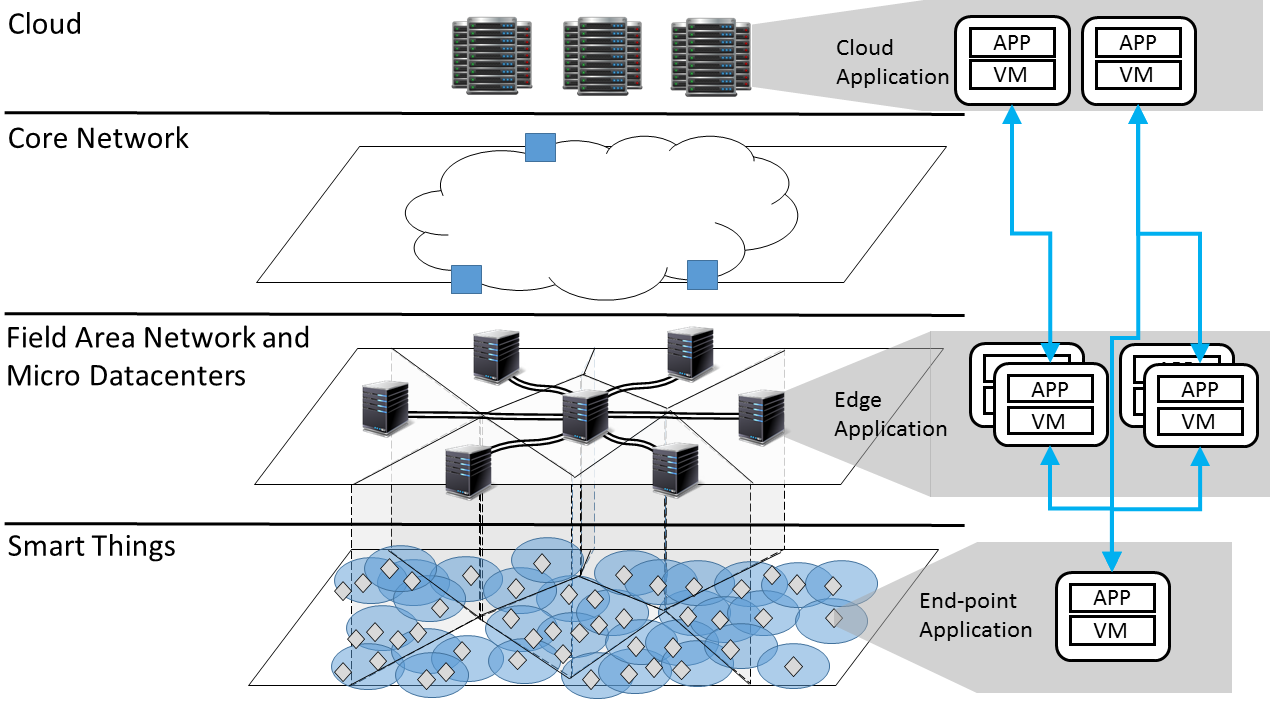 Cloud
Cloud
Application
APP
VM
APP
VM
Core Network
Field Area Network and
Micro Datacenters
Edge
Application
APP
APP
VM
APP
VM
Smart Things
End-point
Application
APP
VM